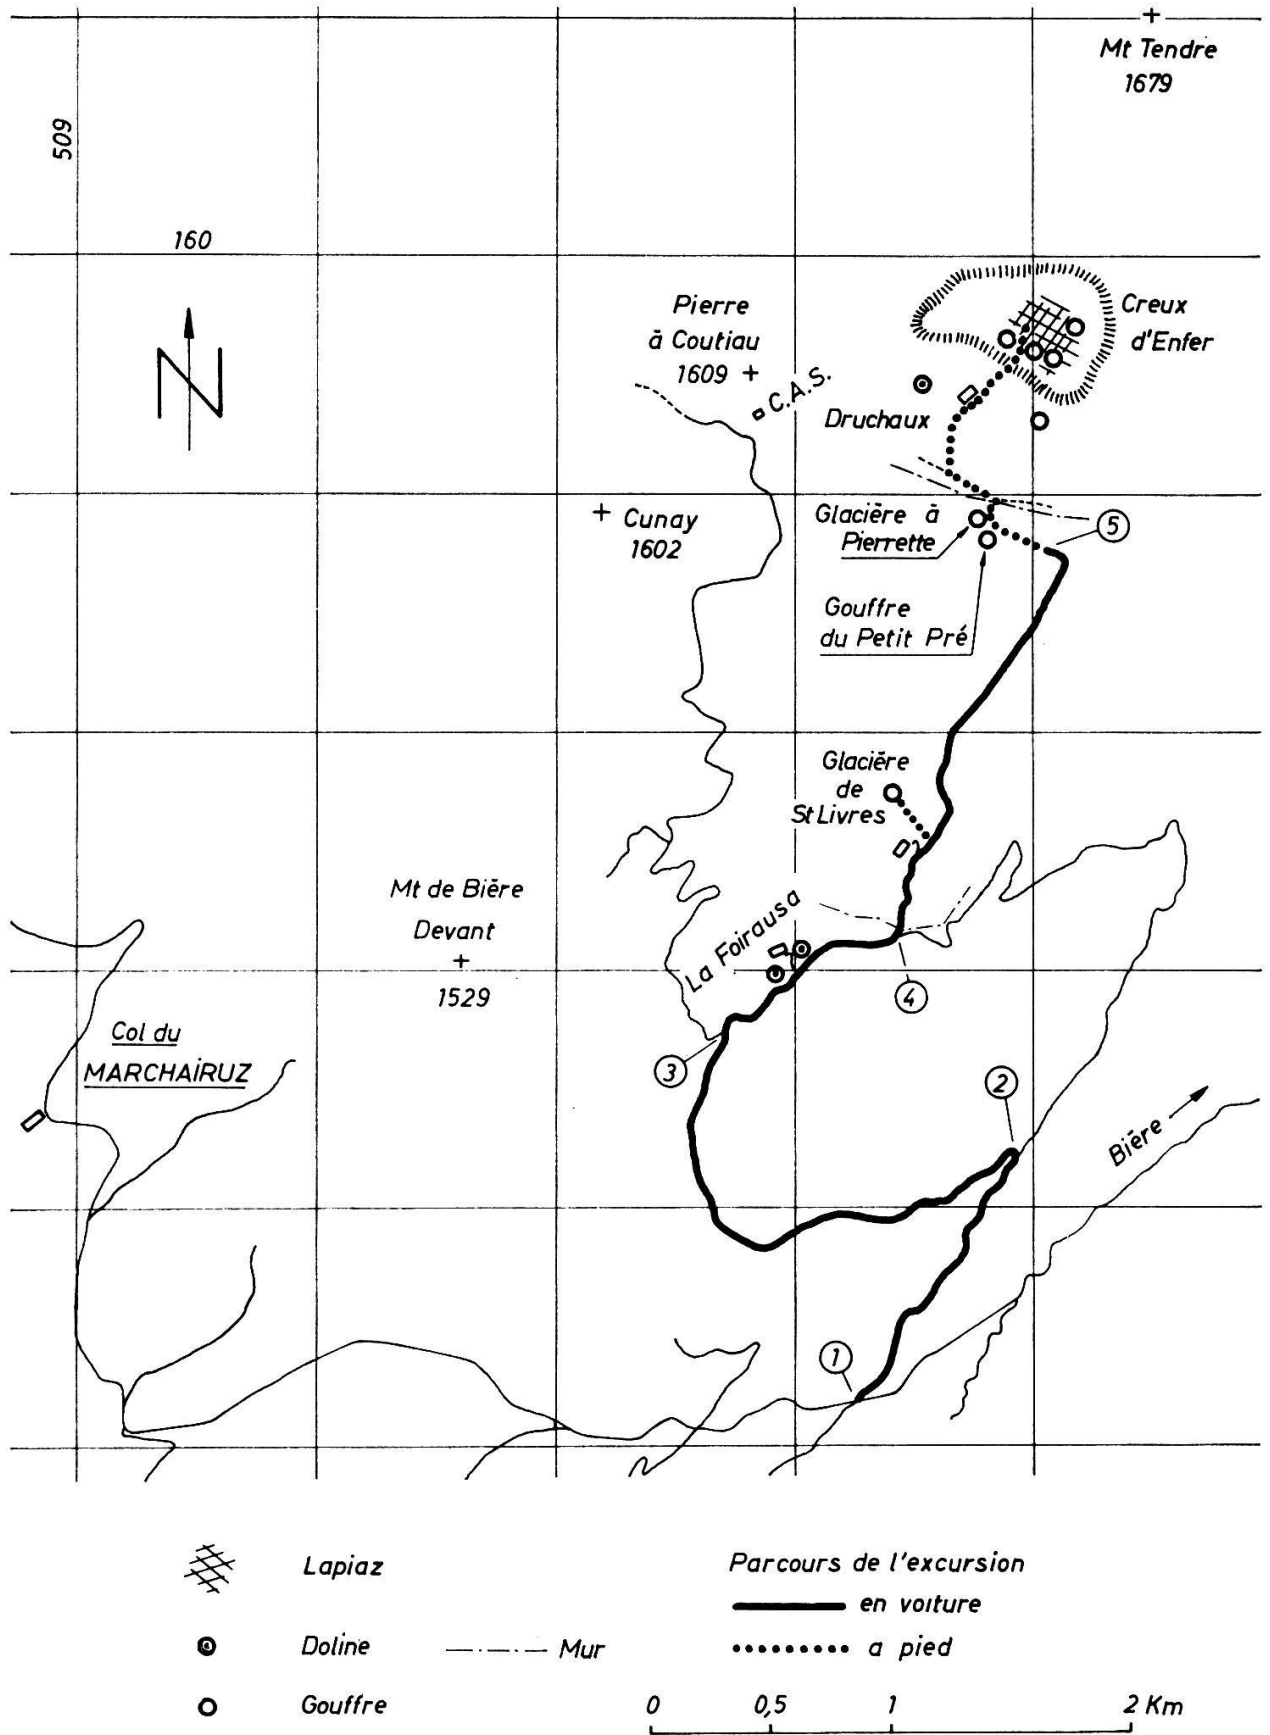 Mt Tendre
1679
509
160
Pierre
à Coutiau
1609
C.A.S.
Creux
d'Enfer
Druchaux
Cunay
1602
Glacière à
Pierrette
5
Gouffre
du Petit Pré
Glacière
de
St Livres
Mt de Bière
Devant
1529
La Foirausa
4
Col du
MARCHAIRUZ
3
2
Bière
1
Lapiaz
Doline
Mur
Gouffre
Parcours de l'excursion
en voiture
a pied
0 0,5 1 2 Km